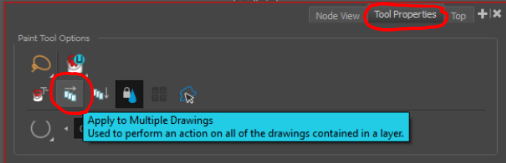 Node View Tool Properties Top
Paint Tool Options
Apply to Multiple Drawings
Used to perform an action on all of the drawings contained in a layer.